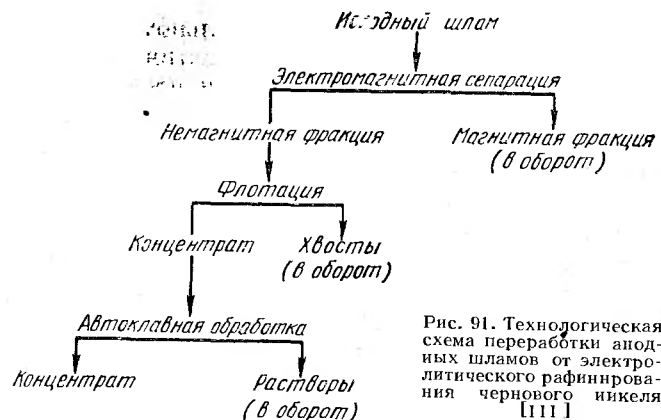 Исходный шлам
Электромагнитная сепарация
Немагнитная фракция
Магнитная фракция
(в оборот)
Флотация
Концентрат
Хвосты
(в оборот)
Автоклавная обработка
Концентрат
Растворы
(в оборот)
Рис. 91. Технологическая
схема переработки анод-
ных шламов от электро-
литического рафинирова-
ния чернового никеля
[111]